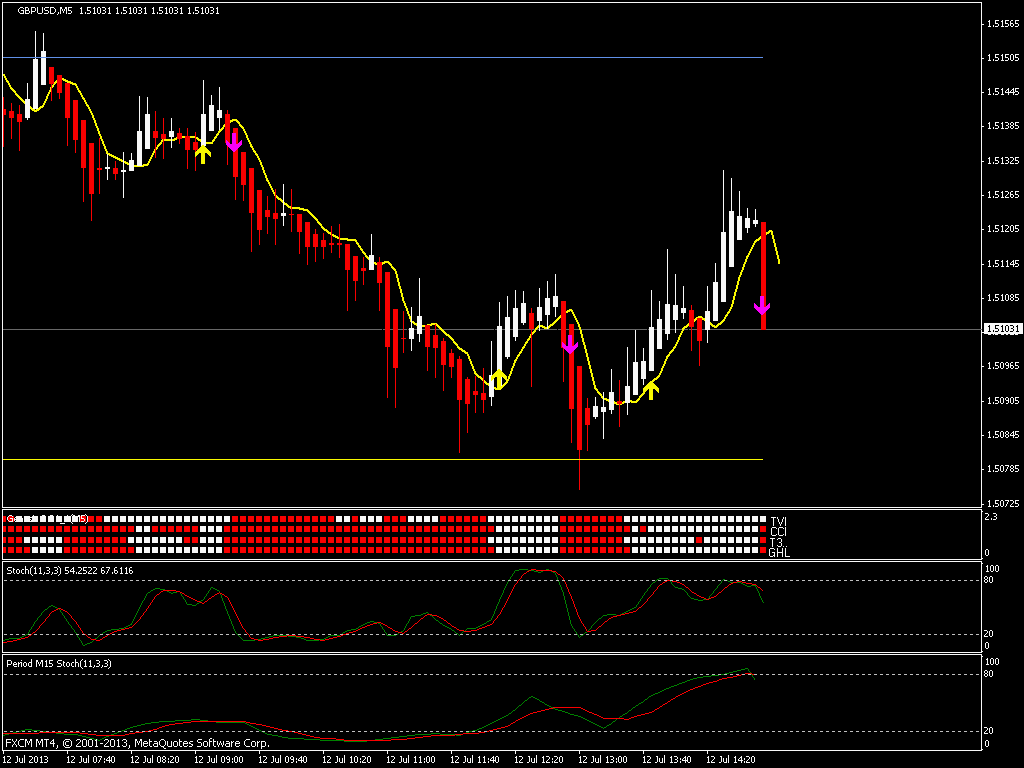 GBPUSD,M5 1.51031 1.51031 1.51031 1.51031
1.51565
1.51505
1.51445
1.51385
1.51325
1.51265
1.51205
1.51145
1.51085
1.51031
1.50965
1.50905
1.50845
1.50785
1.50725
2.3
TVI
CCI
T3..
GHL
0
Stoch(11,3,3) 54.2522 67.6116
100
80
20
0
Period M15 Stoch(11,3,3)
100
80
20
0
FXCM MT4, © 2001-2013, MetaQuotes Software Corp.
12 Jul 2013 12 Jul 07:40 12 Jul 08:20 12 Jul 09:00 12 Jul 09:40 12 Jul 10:20 12 Jul 11:00 12 Jul 11:40 12 Jul 12:20 12 Jul 13:00 12 Jul 13:40 12 Jul 14:20